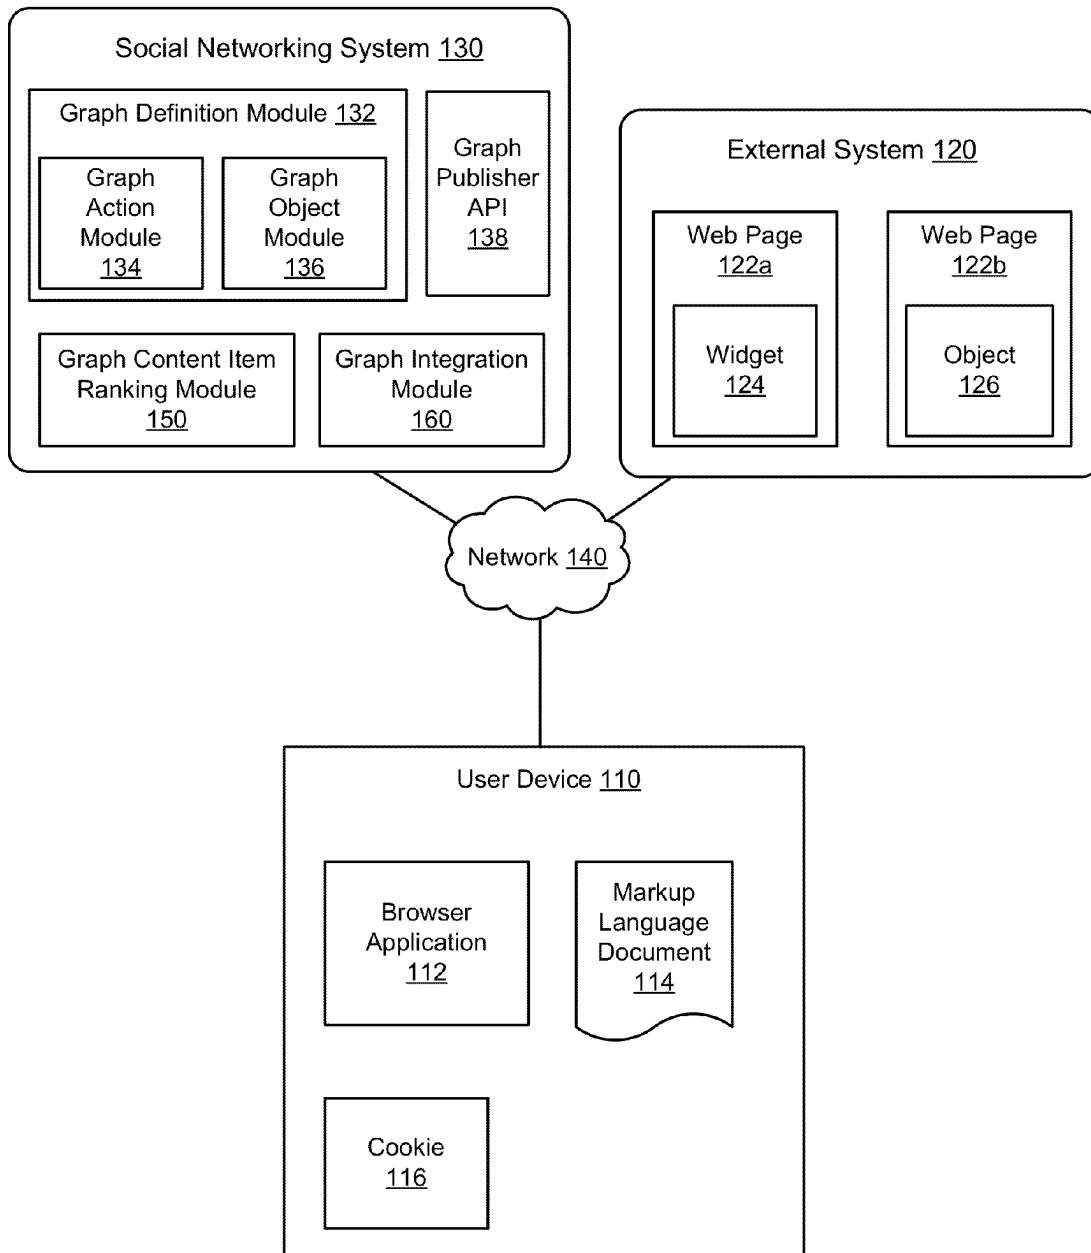 Social Networking System 130
Graph Definition Module 132
Graph
Action
Module
134
Graph
Object
Module
136
Graph
Publisher
API
138
Graph Content Item
Ranking Module
150
Graph Integration
Module
160
External System 120
Web Page
122a
Widget
124
Web Page
122b
Object
126
Network 140
User Device 110
Browser
Application
112
Markup
Language
Document
114
Cookie
116